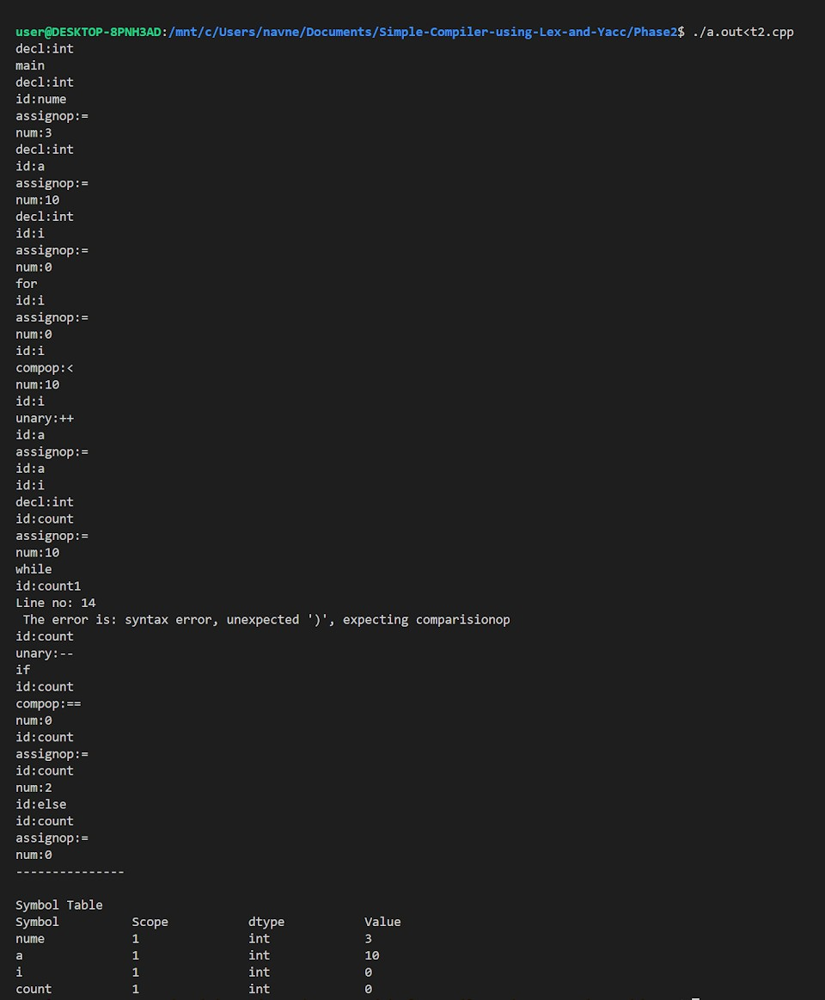 user@DESKTOP-8PNH3AD:/mnt/c/Users/navne/Documents/Simple-Compiler-using-Lex-and-Yacc/Phase2$ ./a.out<t2.cpp
decl:int
main
decl:int
id:nume
assignop:=
num:3
decl:int
id:a
assignop:=
num:10
decl:int
id:i
assignop:=
num:0
for
id:i
assignop:=
num:0
id:i
compop:<
num:10
id:i
unary:++
id:a
assignop:=
id:a
id:i
decl:int
id:count
assignop:=
num:10
while
id:count1
Line no: 14
 The error is: syntax error, unexpected ')', expecting comparisionop
id:count
unary:--
if
id:count
compop:==
num:0
id:count
assignop:=
id:count
num:2
id:else
id:count
assignop:=
num:0
---------------
Symbol Table
Symbol Scope dtype Value
nume 1 int 3
a 1 int 10
i 1 int 0
count 1 int 0